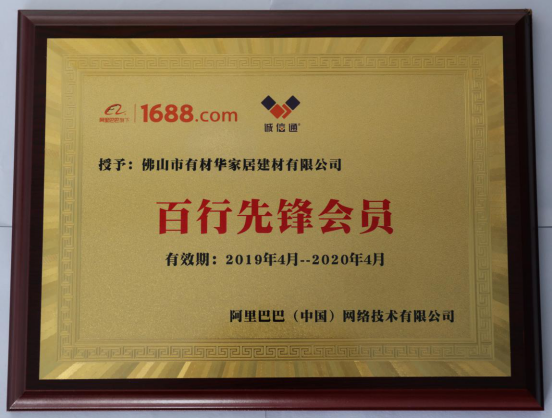 1688.com
诚信通
授予：佛山市有材华家居建材有限公司
百行先锋会员
有效期：2019年4月--2020年4月
阿里巴巴（中国）网络技术有限公司